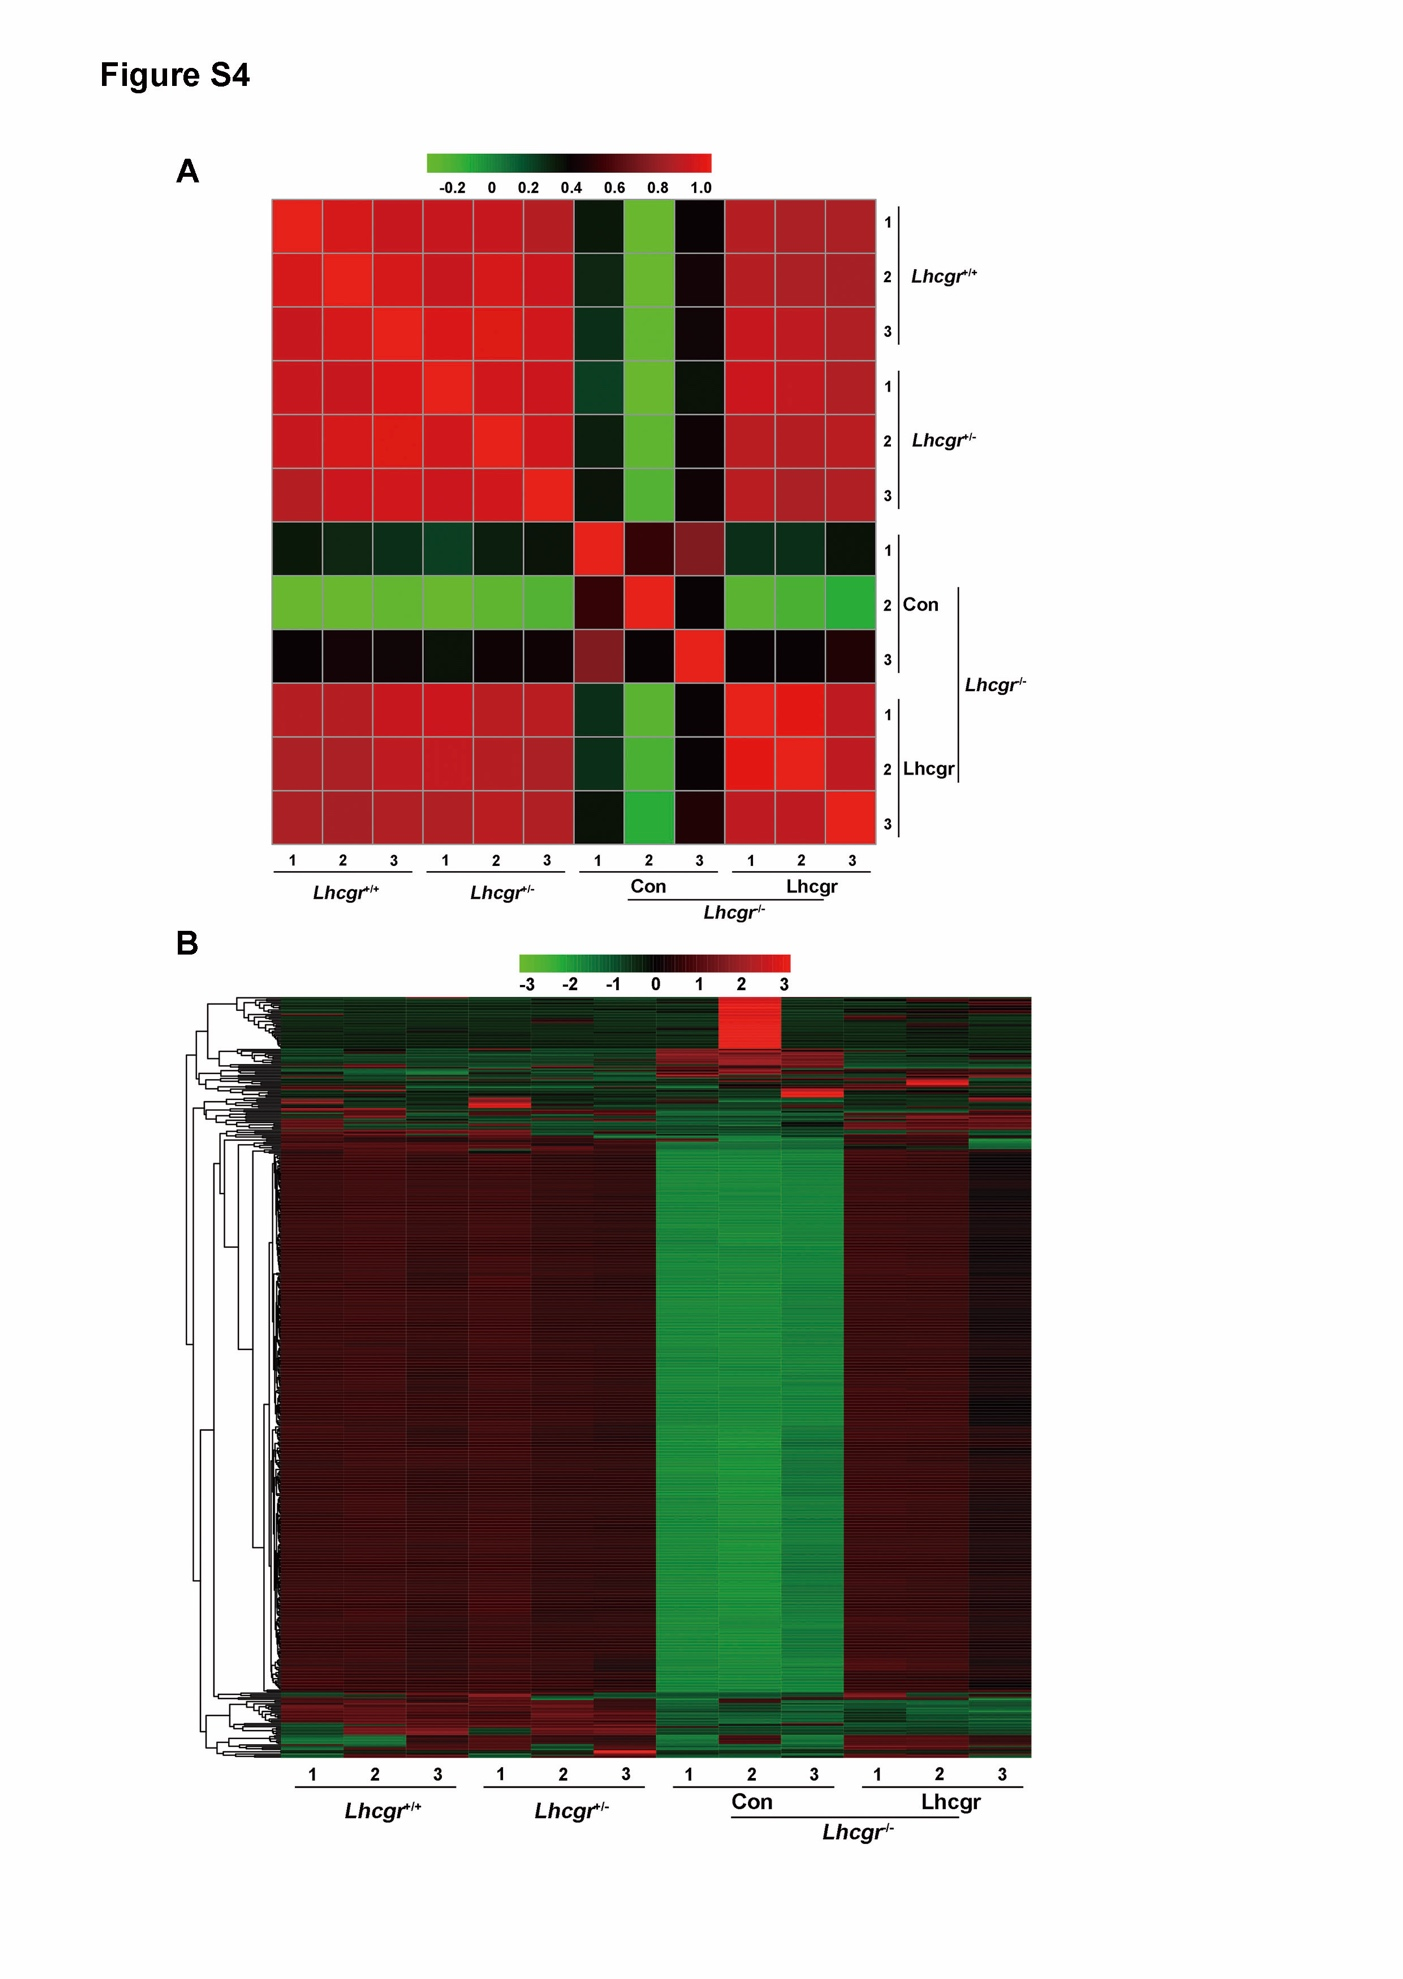 Figure S4
A
-0.2 0 0.2 0.4 0.6 0.8 1.0
1
2 Lhcgr+/+
3
1
2 Lhcgr+/-
3
1
2 Con
3
Lhcgr-/-
1
2 Lhcgr
3
1 2 3 1 2 3 1 2 3 1 2 3
Lhcgr+/+ Lhcgr+/- Con Lhcgr
Lhcgr-/-
B
-3 -2 -1 0 1 2 3
1 2 3 1 2 3 1 2 3 1 2 3
Lhcgr+/+ Lhcgr+/- Con Lhcgr
Lhcgr-/-